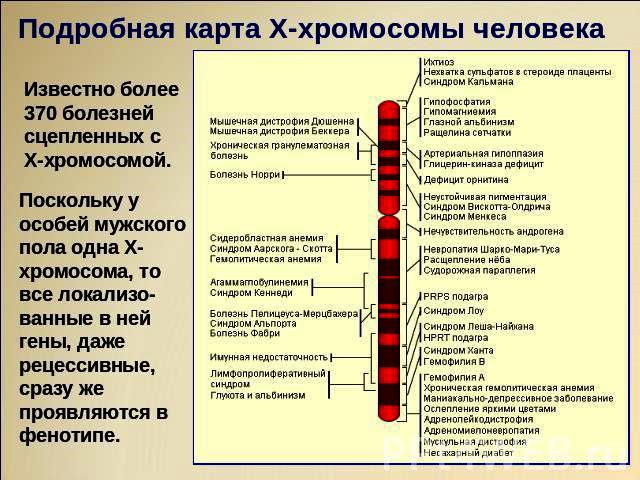 Подробная карта Х-хромосомы человека
Известно более
370 болезней
сцепленных с
Х-хромосомой.
Поскольку у
особей мужского
пола одна Х-
хромосома, то
все локализо-
ванные в ней
гены, даже
рецессивные,
сразу же
проявляются в
фенотипе.
Мышечная дистрофия Дюшенна
Мышечная дистрофия Беккера
Хроническая гранулематозная
болезнь
Болезнь Норри
Сидеробластная анемия
Синдром Аарскога - Скотта
Гемолитическая анемия
Агаммаглобулинемия
Синдром Кеннеди
Болезнь Пелицеуса-Мерцбахера
Синдром Альпорта
Болезнь Фабри
Имунная недостаточность
Лимфопролиферативный
синдром
Глухота и альбинизм
Ихтиоз
Нехватка сульфатов в стероиде плаценты
Синдром Кальмана
Гипофосфатия
Гипомагниемия
Глазной альбинизм
Ращелина сетчатки
Артериальная гипоплазия
Глицерин-киназа дефицит
Дефицит орнитина
Неустойчивая пигментация
Синдром Вискотта-Олдрича
Синдром Менкеса
Нечувствительность андрогена
Невропатия Шарко-Мари-Туса
Расщепление нёба
Судорожная параплегия
PRPS подагра
Синдром Лоу
Синдром Леша-Найхана
HPRT подагра
Синдром Ханта
Гемофилия B
Гемофилия A
Хроническая гемолитическая анемия
Маниакально-депрессивное заболевание
Ослепление яркими цветами
Адренолейкодистрофия
Адреномиелоневропатия
Мускульная дистрофия
Несахарный диабет
PPt4WEB.ru